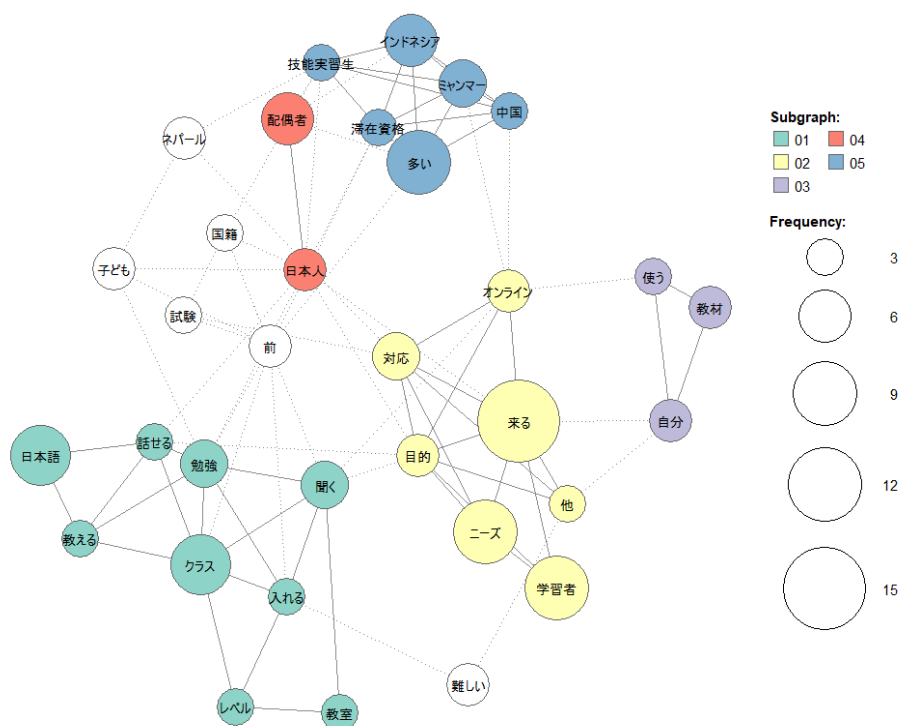 インドネシア
技能実習生
ミャンマー
中国
配偶者
滞在資格
ネパール
多い
国籍
子ども
日本人
オンライン
使う
教材
試験
前
対応
来る
自分
日本語
話せる
勉強
目的
聞く
他
ニーズ
教える
クラス
入れる
学習者
難しい
レベル
教室
Subgraph:
01 04
02 05
03
Frequency:
3
6
9
12
15